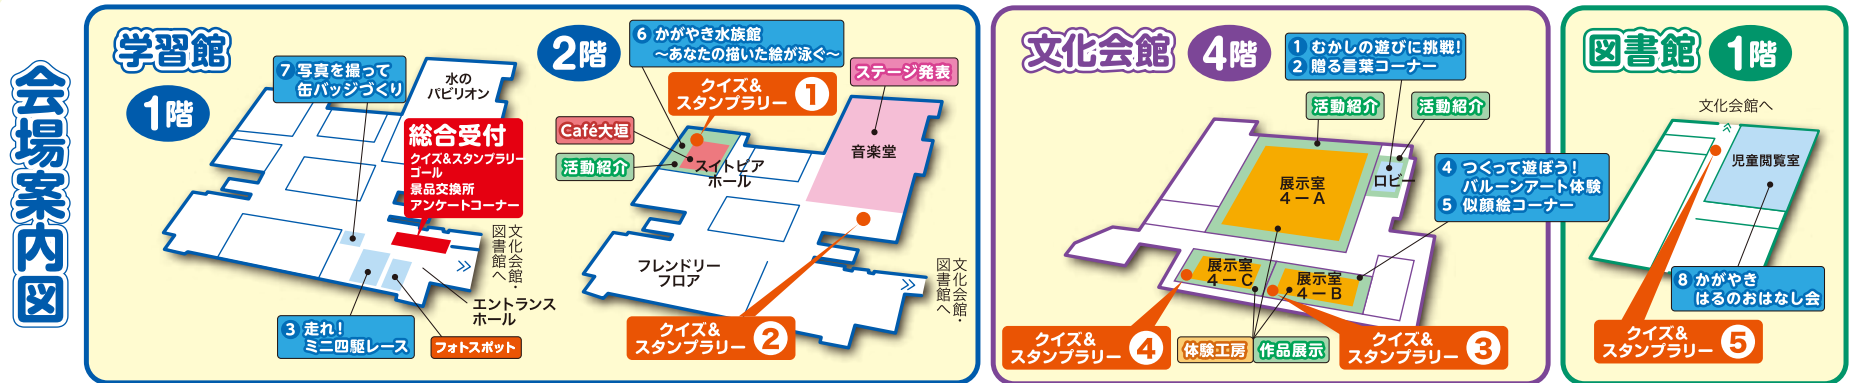 会場案内図
学習館
1階
⑦ 写真を撮って
缶バッジづくり
水の
パビリオン
総合受付
クイズ&スタンプラリー
ゴール
景品交換所
アンケートコーナー
文化会館・
図書館へ
エントランス
ホール
③ 走れ!
ミニ四駆レース
フォトスポット
2階
⑥ かがやき水族館
～あなたの描いた絵が泳ぐ～
クイズ&
スタンプラリー ①
ステージ発表
Café大垣
活動紹介
スイトピア
ホール
音楽堂
フレンドリー
フロア
文化会館・
図書館へ
クイズ&
スタンプラリー ②
文化会館
4階
① むかしの遊びに挑戦!
② 贈る言葉コーナー
活動紹介
活動紹介
展示室
4－A
ロビー
④ つくって遊ぼう!
バルーンアート体験
⑤ 似顔絵コーナー
展示室
4－C
展示室
4－B
クイズ&
スタンプラリー ④
体験工房
作品展示
クイズ&
スタンプラリー ③
図書館
1階
文化会館へ
児童閲覧室
⑧ かがやき
はるのおはなし会
クイズ&
スタンプラリー ⑤